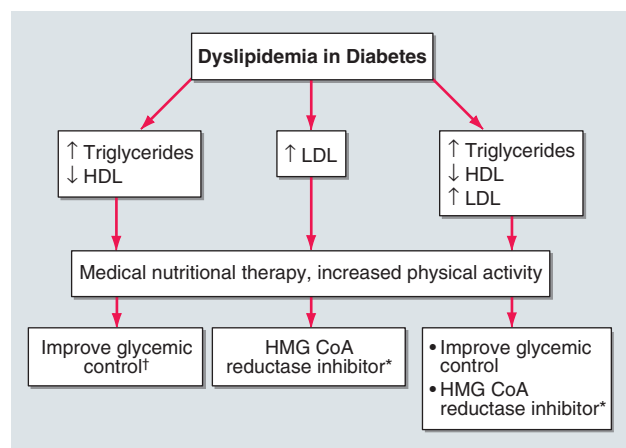 Dyslipidemia in Diabetes
↑ Triglycerides
↓ HDL
↑ LDL
↑ Triglycerides
↓ HDL
↑ LDL
Medical nutritional therapy, increased physical activity
Improve glycemic
control†
HMG CoA
reductase inhibitor*
• Improve glycemic
control
• HMG CoA
reductase inhibitor*